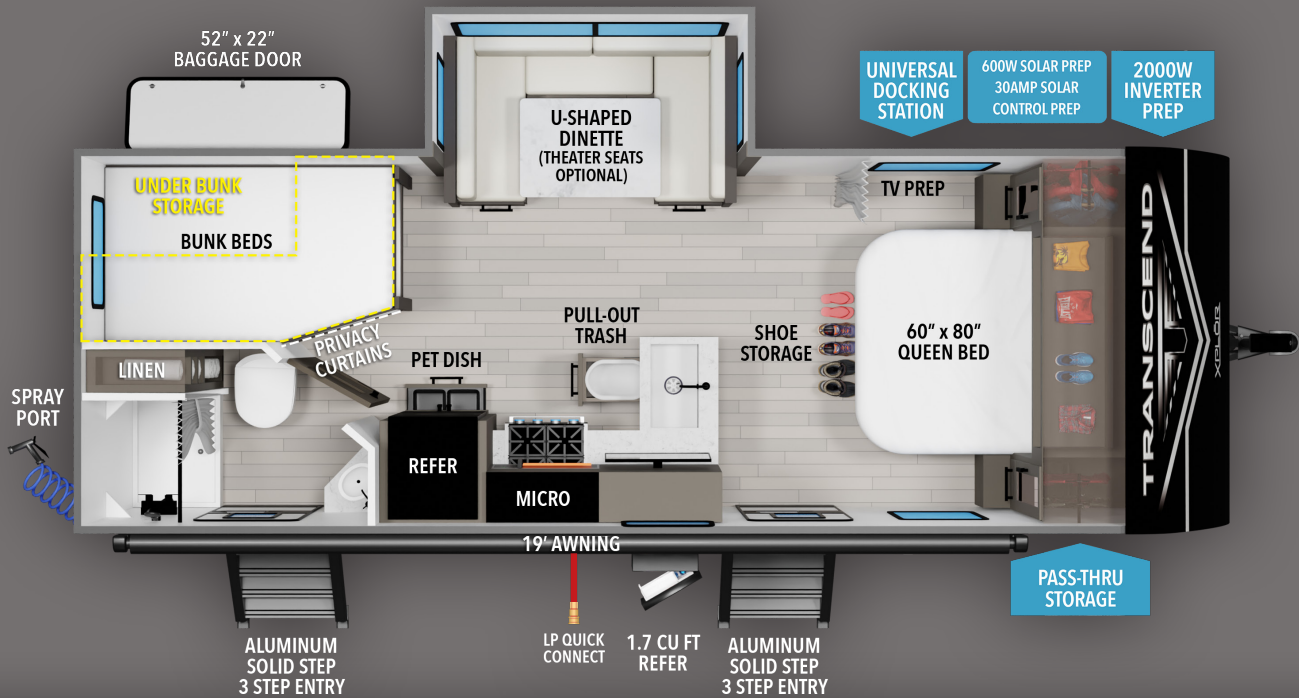 52" x 22"
BAGGAGE DOOR
UNIVERSAL
DOCKING
STATION
600W SOLAR PREP
30AMP SOLAR
CONTROL PREP
2000W
INVERTER
PREP
U-SHAPED
DINETTE
(THEATER SEATS
OPTIONAL)
UNDER BUNK
STORAGE
BUNK BEDS
TV PREP
TRANSCEND
XPLOR
PULL-OUT
TRASH
SHOE
STORAGE
60" x 80"
QUEEN BED
PRIVACY
CURTAINS
PET DISH
LINEN
SPRAY
PORT
REFER
MICRO
19' AWNING
PASS-THRU
STORAGE
ALUMINUM
SOLID STEP
3 STEP ENTRY
LP QUICK
CONNECT
1.7 CU FT
REFER
ALUMINUM
SOLID STEP
3 STEP ENTRY